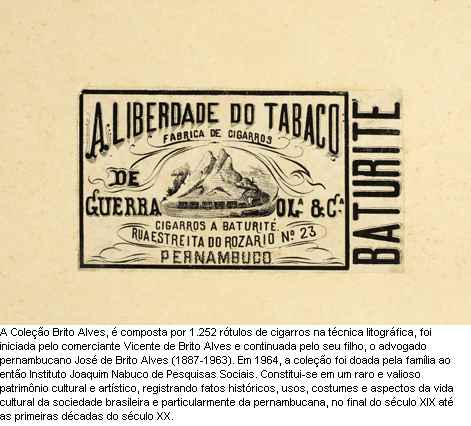 A LIBERDADE DO TABACO
FABRICA DE CIGARROS
DE
GUERRA OLª & Cª
CIGARROS A BATURITÉ.
RUA ESTREITA DO ROZARIO Nº 23
PERNAMBUCO
BATURITE
A Coleção Brito Alves, é composta por 1.252 rótulos de cigarros na técnica litográfica, foi
iniciada pelo comerciante Vicente de Brito Alves e continuada pelo seu filho, o advogado
pernambucano José de Brito Alves (1887-1963). Em 1964, a coleção foi doada pela família ao
então Instituto Joaquim Nabuco de Pesquisas Sociais. Constitui-se em um raro e valioso
patrimônio cultural e artístico, registrando fatos históricos, usos, costumes e aspectos da vida
cultural da sociedade brasileira e particularmente da pernambucana, no final do século XIX até
as primeiras décadas do século XX.